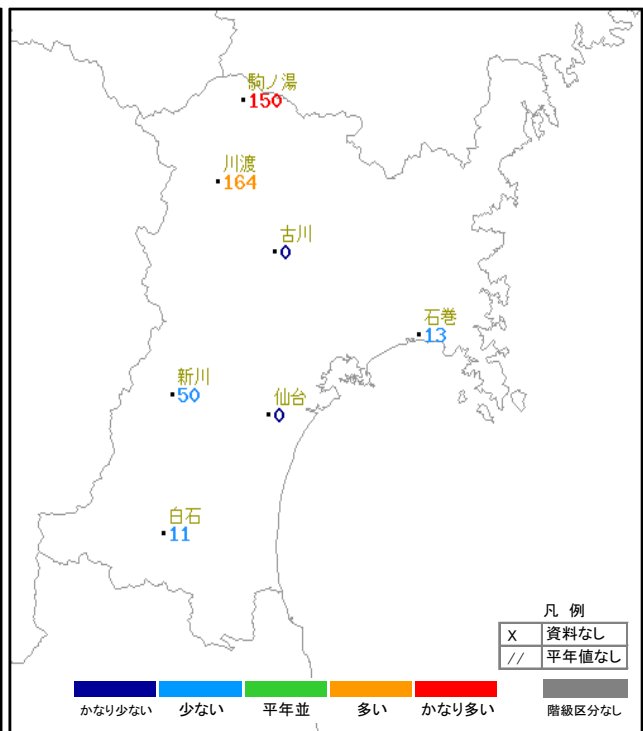 駒ノ湯
150
川渡
164
古川
0
石巻
13
新川
50
仙台
0
白石
11
凡 例
X 資料なし
// 平年値なし
かなり少ない 少ない 平年並 多い かなり多い 階級区分なし